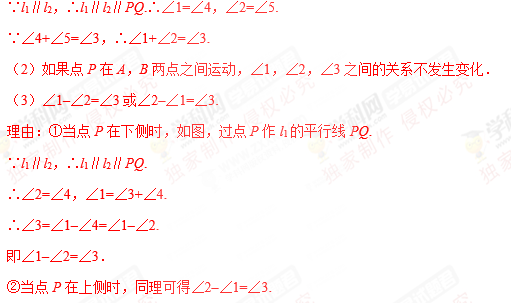 ∵l₁∥l₂，∴l₁∥l₂∥PQ.∴∠1=∠4，∠2=∠5.
∵∠4+∠5=∠3，∴∠1+∠2=∠3.
（2）如果点P在A，B两点之间运动，∠1，∠2，∠3之间的关系不发生变化.
（3）∠1–∠2=∠3或∠2–∠1=∠3.
理由：①当点P在下侧时，如图，过点P作l₁的平行线PQ.
∵l₁∥l₂，∴l₁∥l₂∥PQ.
∴∠2=∠4，∠1=∠3+∠4.
∴∠3=∠1–∠4=∠1–∠2.
即∠1–∠2=∠3.
②当点P在上侧时，同理可得∠2–∠1=∠3.